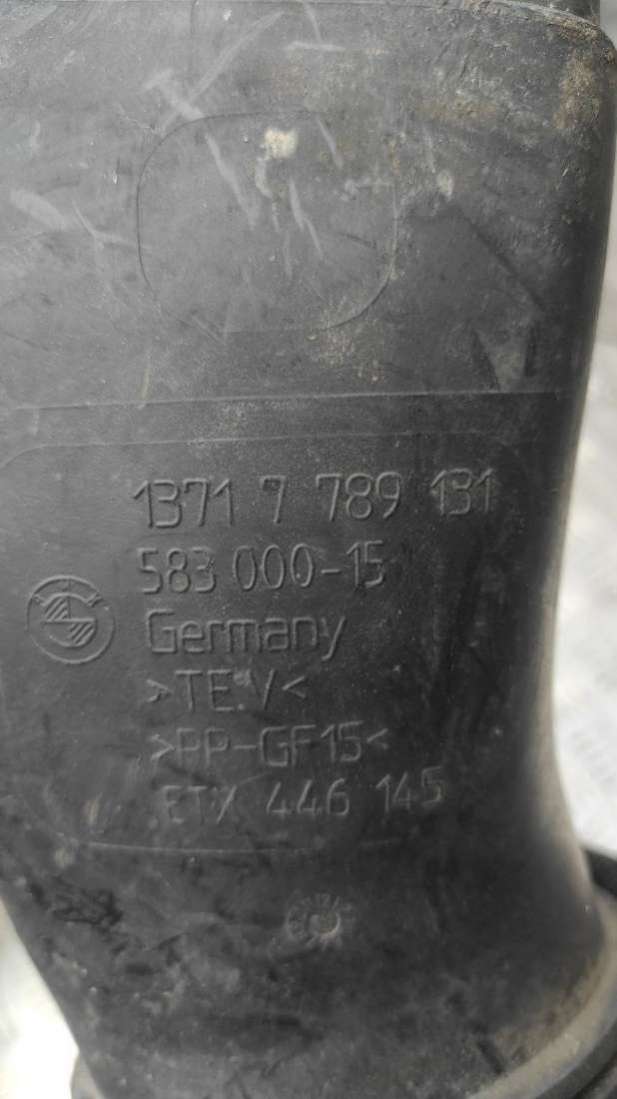 1371 7 789 131
583 000-15
Germany
>TE.V<
>PP-GF15<
ETX 446 145